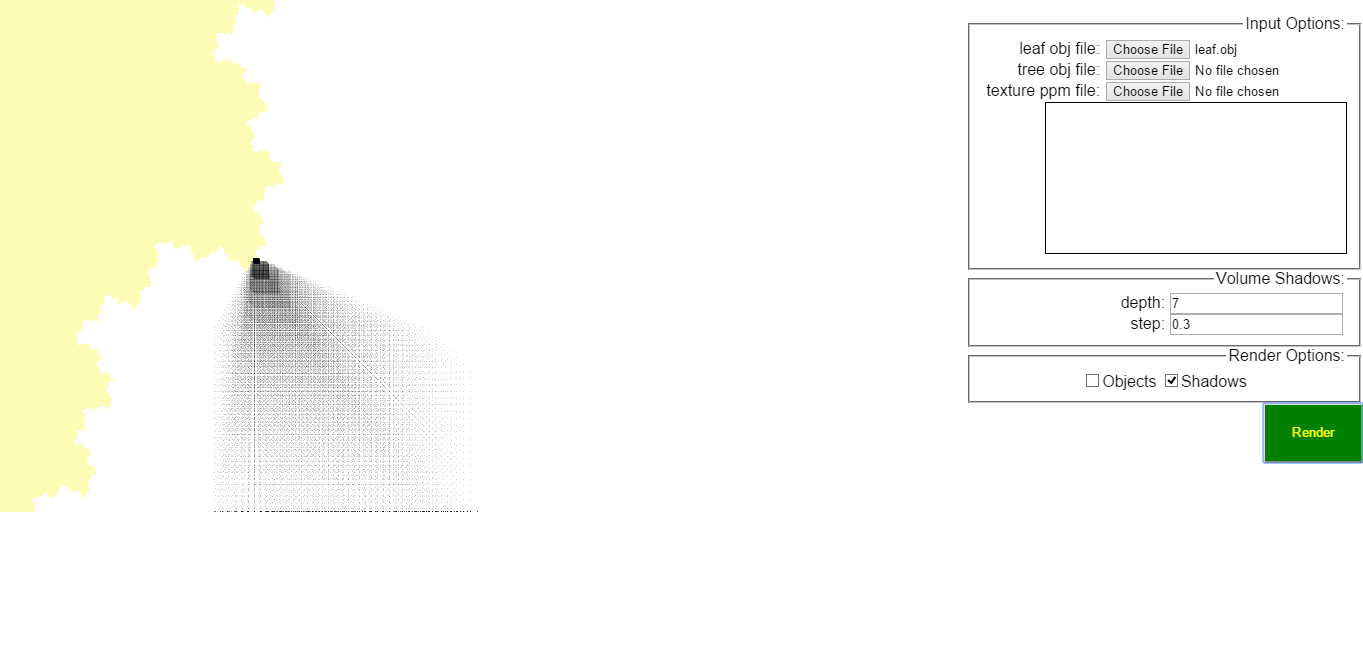 Input Options:
leaf obj file: Choose File leaf.obj
tree obj file: Choose File No file chosen
texture ppm file: Choose File No file chosen
Volume Shadows:
depth: 7
step: 0.3
Render Options:
Objects Shadows
Render